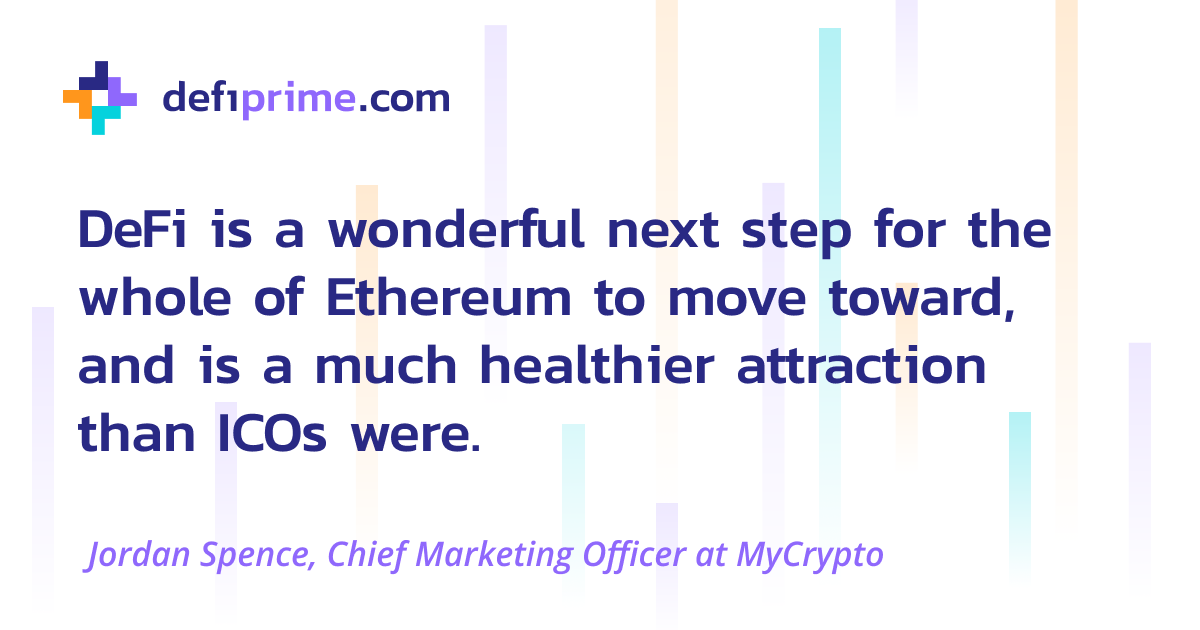 defiprime.com
DeFi is a wonderful next step for the
whole of Ethereum to move toward,
and is a much healthier attraction
than ICOs were.
Jordan Spence, Chief Marketing Officer at MyCrypto